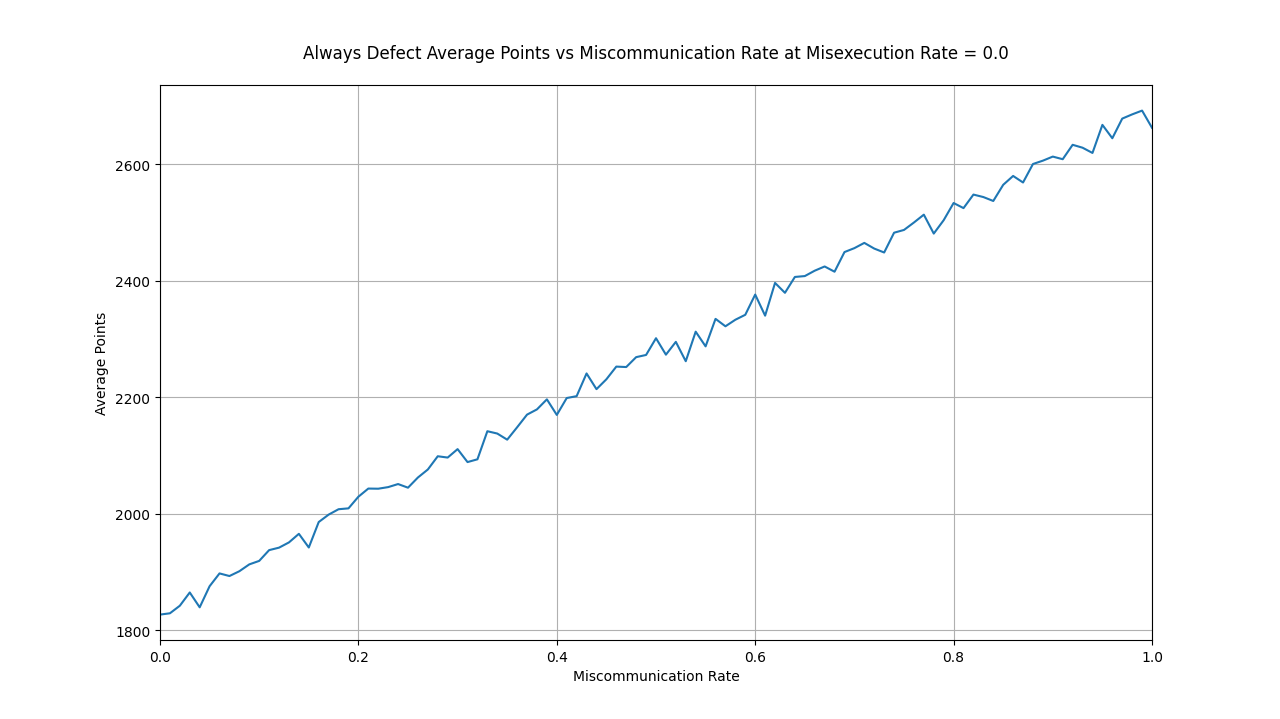 Always Defect Average Points vs Miscommunication Rate at Misexecution Rate = 0.0
Average Points
2600
2400
2200
2000
1800
0.0 0.2 0.4 0.6 0.8 1.0
Miscommunication Rate